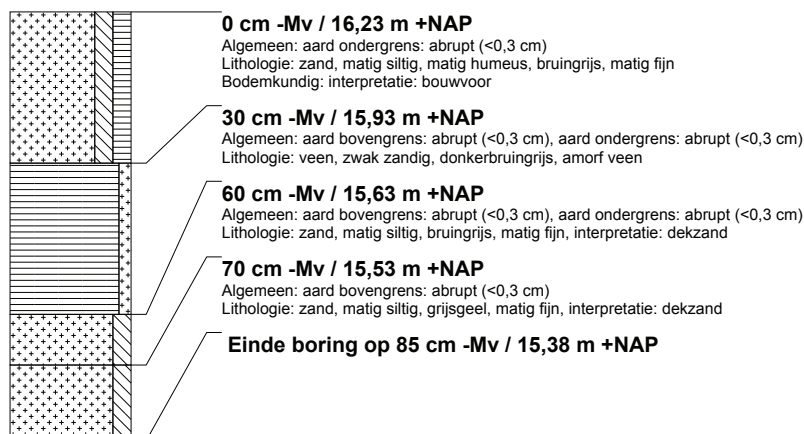 0 cm -Mv / 16,23 m +NAP
Algemeen: aard ondergrens: abrupt (<0,3 cm)
Lithologie: zand, matig siltig, matig humeus, bruingrijs, matig fijn
Bodemkundig: interpretatie: bouwvoor
30 cm -Mv / 15,93 m +NAP
Algemeen: aard bovengrens: abrupt (<0,3 cm), aard ondergrens: abrupt (<0,3 cm)
Lithologie: veen, zwak zandig, donkerbruingrijs, amorf veen
60 cm -Mv / 15,63 m +NAP
Algemeen: aard bovengrens: abrupt (<0,3 cm), aard ondergrens: abrupt (<0,3 cm)
Lithologie: zand, matig siltig, bruingrijs, matig fijn, interpretatie: dekzand
70 cm -Mv / 15,53 m +NAP
Algemeen: aard bovengrens: abrupt (<0,3 cm)
Lithologie: zand, matig siltig, grijsgeel, matig fijn, interpretatie: dekzand
Einde boring op 85 cm -Mv / 15,38 m +NAP